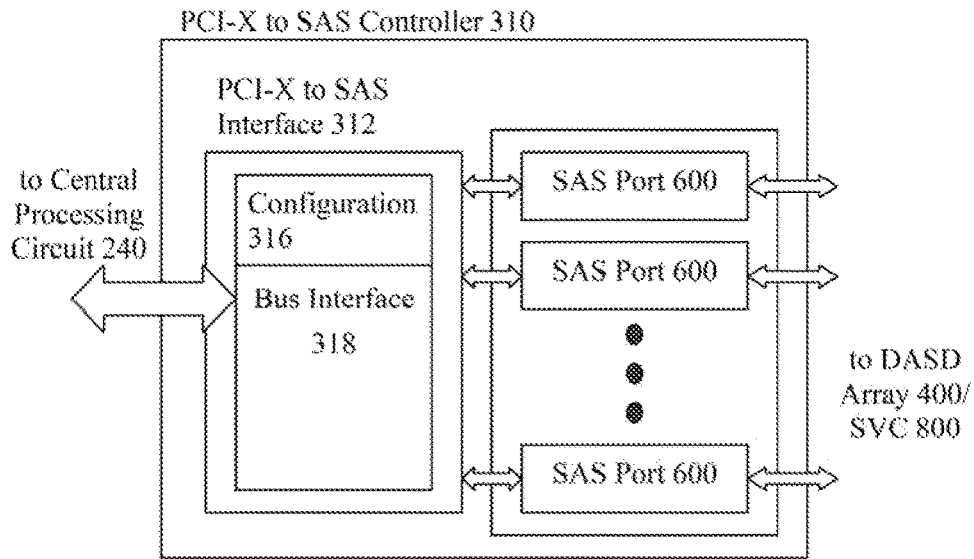 PCI-X to SAS Controller 310
PCI-X to SAS
Interface 312
to Central
Processing
Circuit 240
Configuration
316
Bus Interface
318
SAS Port 600
SAS Port 600
SAS Port 600
to DASD
Array 400/
SVC 800